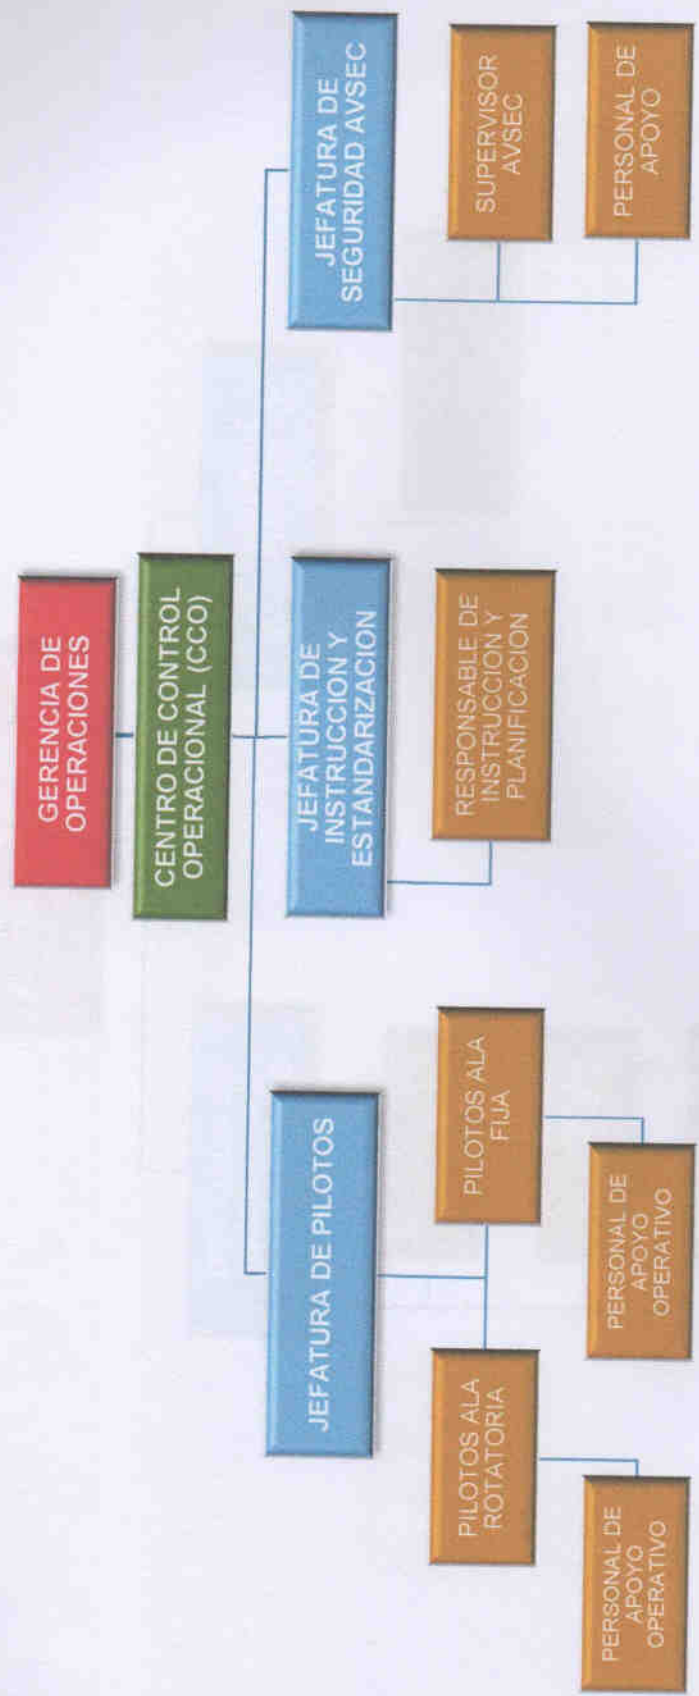 GERENCIA DE
OPERACIONES
CENTRO DE CONTROL
OPERACIONAL (CCO)
JEFATURA DE PILOTOS
JEFATURA DE
INSTRUCCION Y
ESTANDARIZACION
JEFATURA DE
SEGURIDAD AVSEC
PILOTOS ALA
ROTATORIA
PILOTOS ALA
FIJA
RESPONSABLE DE
INSTRUCCION Y
PLANIFICACION
SUPERVISOR
AVSEC
PERSONAL DE
APOYO
OPERATIVO
PERSONAL DE
APOYO
OPERATIVO
PERSONAL DE
APOYO